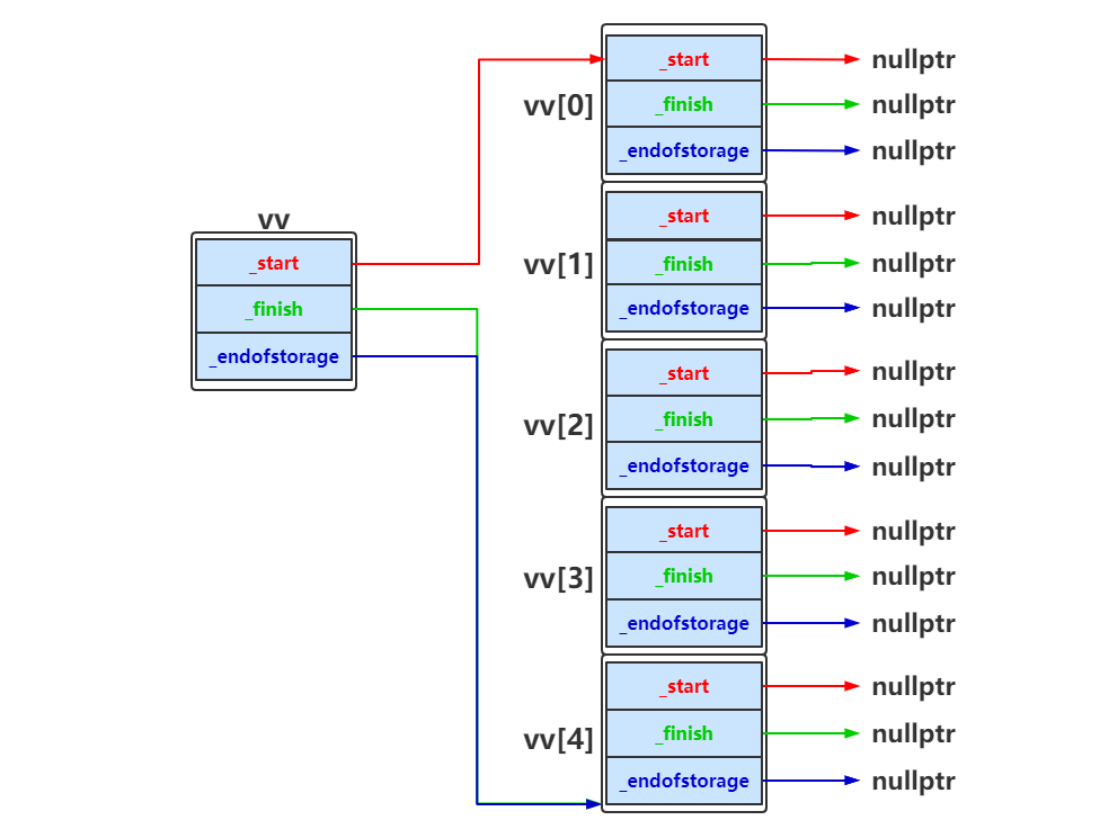 vv
_start
_finish
_endofstorage
vv[0]
_start nullptr
_finish nullptr
_endofstorage nullptr
vv[1]
_start nullptr
_finish nullptr
_endofstorage nullptr
vv[2]
_start nullptr
_finish nullptr
_endofstorage nullptr
vv[3]
_start nullptr
_finish nullptr
_endofstorage nullptr
vv[4]
_start nullptr
_finish nullptr
_endofstorage nullptr